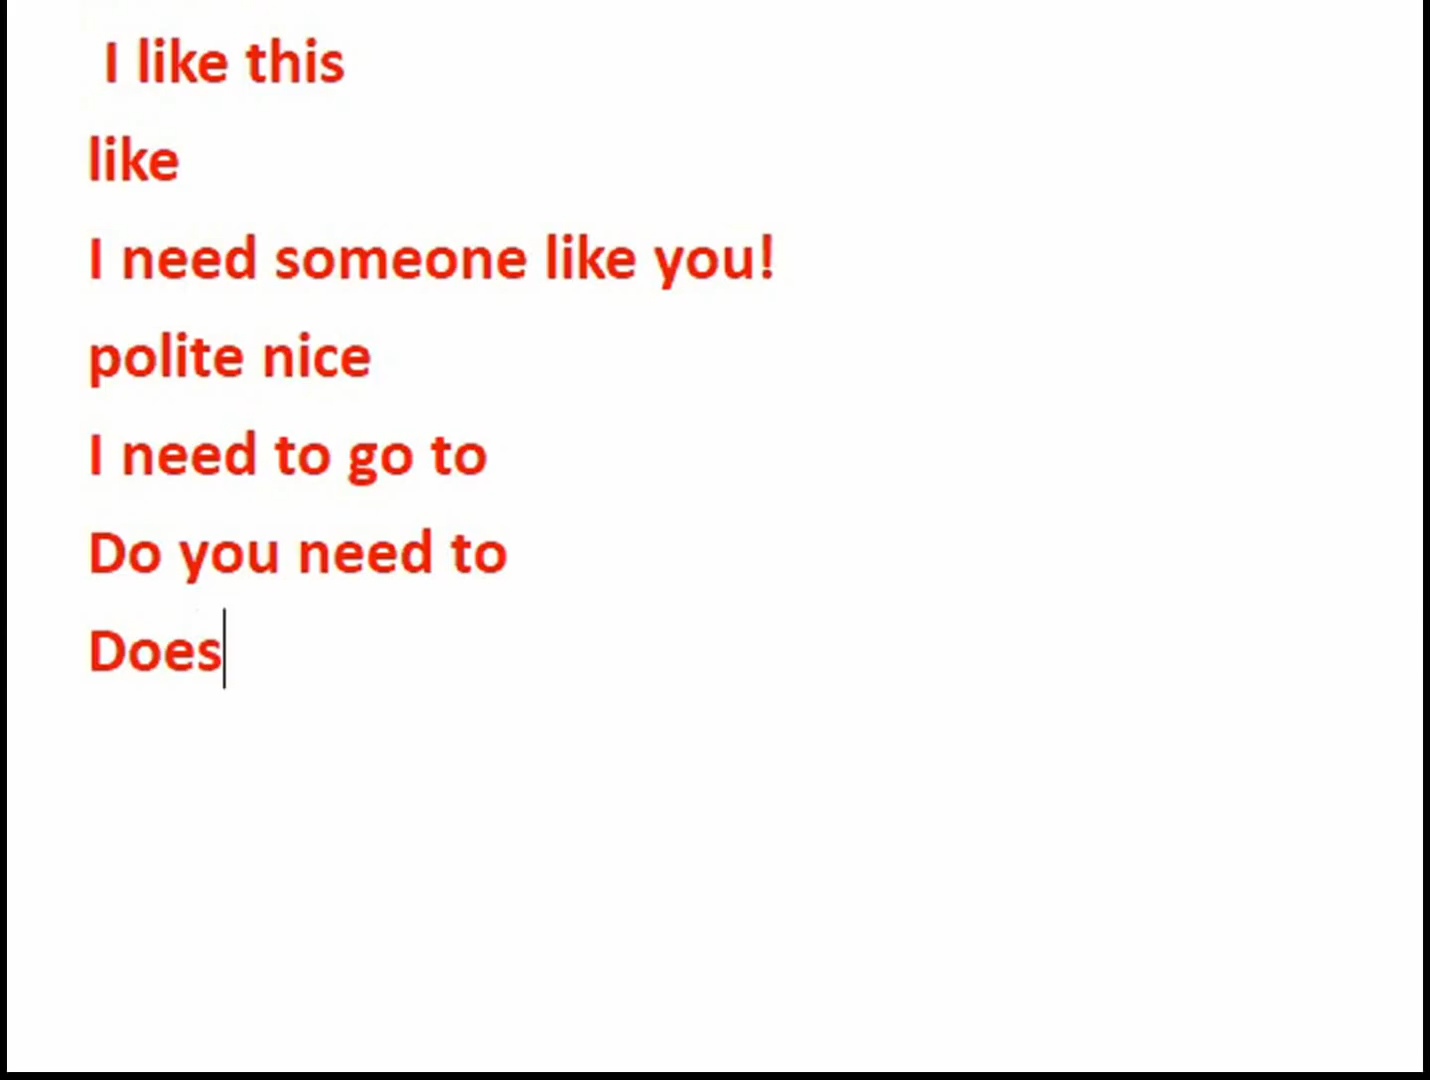 I like this
like
I need someone like you!
polite nice
I need to go to
Do you need to
Does